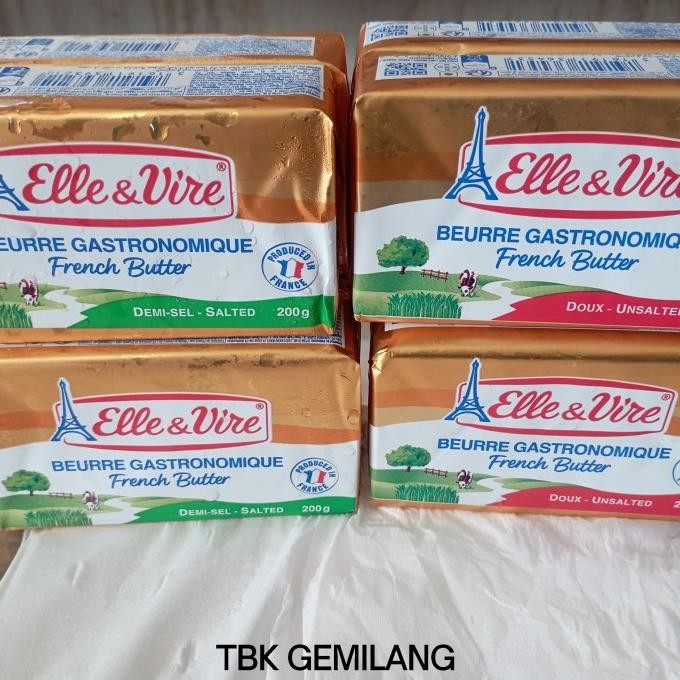 Elle & Vire®
BEURRE GASTRONOMIQUE
French Butter
PRODUCED IN FRANCE
DEMI-SEL - SALTED 200g
Elle & Vire
BEURRE GASTRONOMIQ
French Butter
DOUX - UNSALTE
Elle & Vire®
BEURRE GASTRONOMIQUE
French Butter
PRODUCED IN FRANCE
DEMI-SEL - SALTED 200g
Elle & Vire®
BEURRE GASTRONOMIQUE
French Butter
DOUX - UNSALTED
TBK GEMILANG